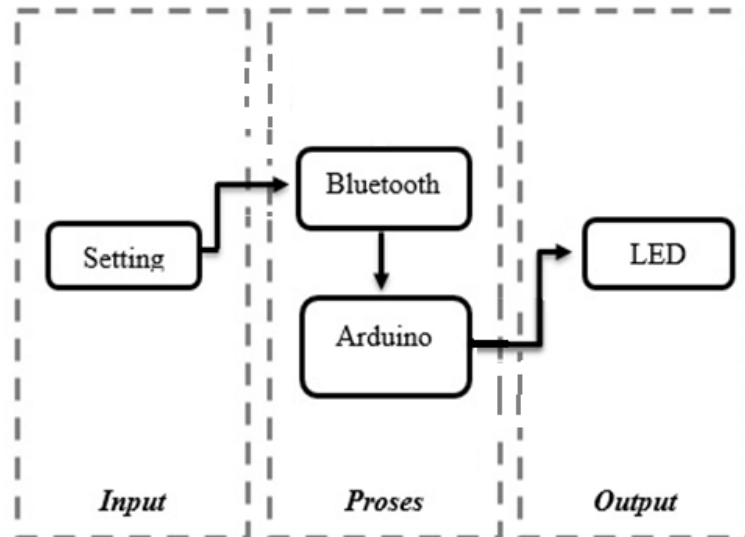 Bluetooth
Setting
LED
Arduino
Input
Proses
Output